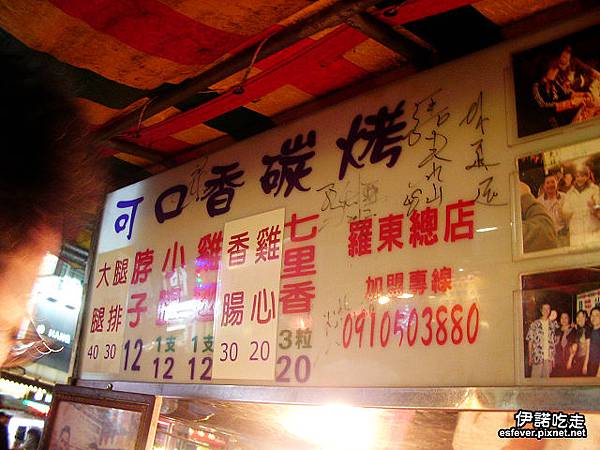 可口香碳烤
羅東總店
加盟專線
0910503880
大腿 40
腿排 30
脖子 12
小腸 1支 12
雞翅 1支 12
香腸 30
雞心 20
七里香 3粒 20
伊諾吃走
esfever.pixnet.net